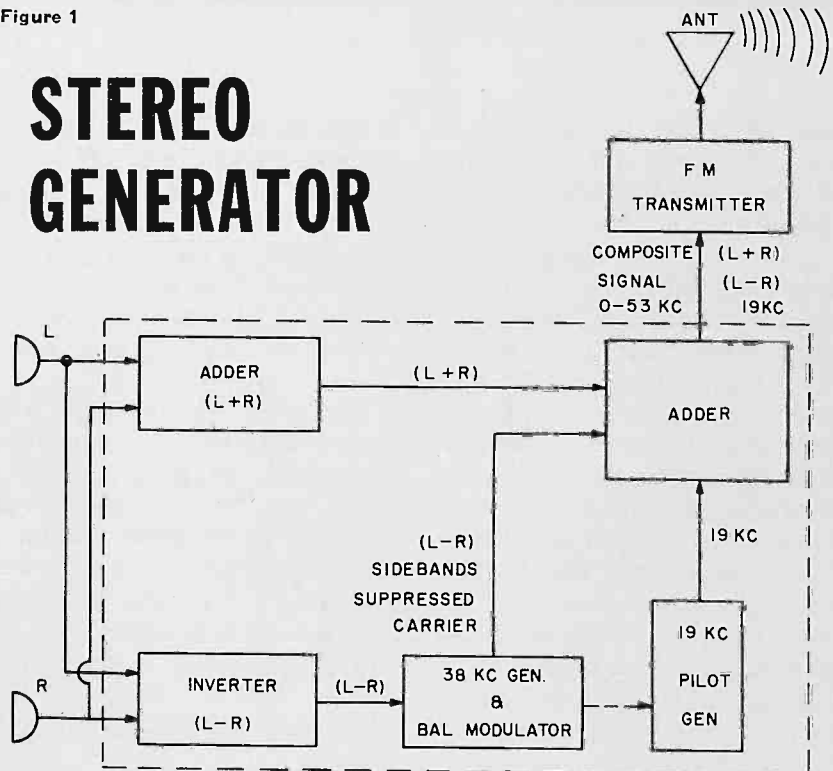 Figure 1
STEREO
GENERATOR
ANT
F M
TRANSMITTER
COMPOSITE (L+R)
SIGNAL (L-R)
0-53 KC 19KC
L
ADDER
(L+R)
(L+R)
ADDER
(L-R)
SIDEBANDS
SUPPRESSED
CARRIER
19 KC
R
INVERTER
(L-R)
(L-R)
38 KC GEN.
&
BAL MODULATOR
19 KC
PILOT
GEN